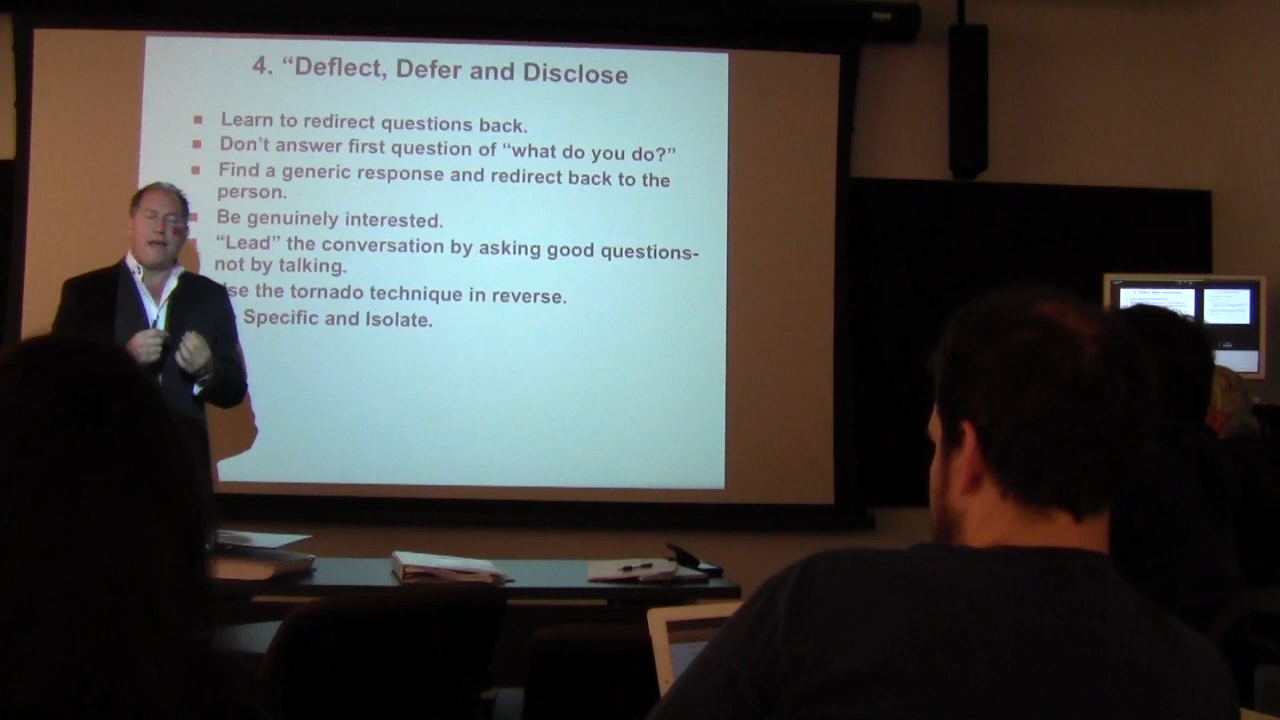 4. “Deflect, Defer and Disclose
Learn to redirect questions back.
Don’t answer first question of “what do you do?”
Find a generic response and redirect back to the
person.
Be genuinely interested.
“Lead” the conversation by asking good questions-
not by talking.
se the tornado technique in reverse.
Specific and Isolate.